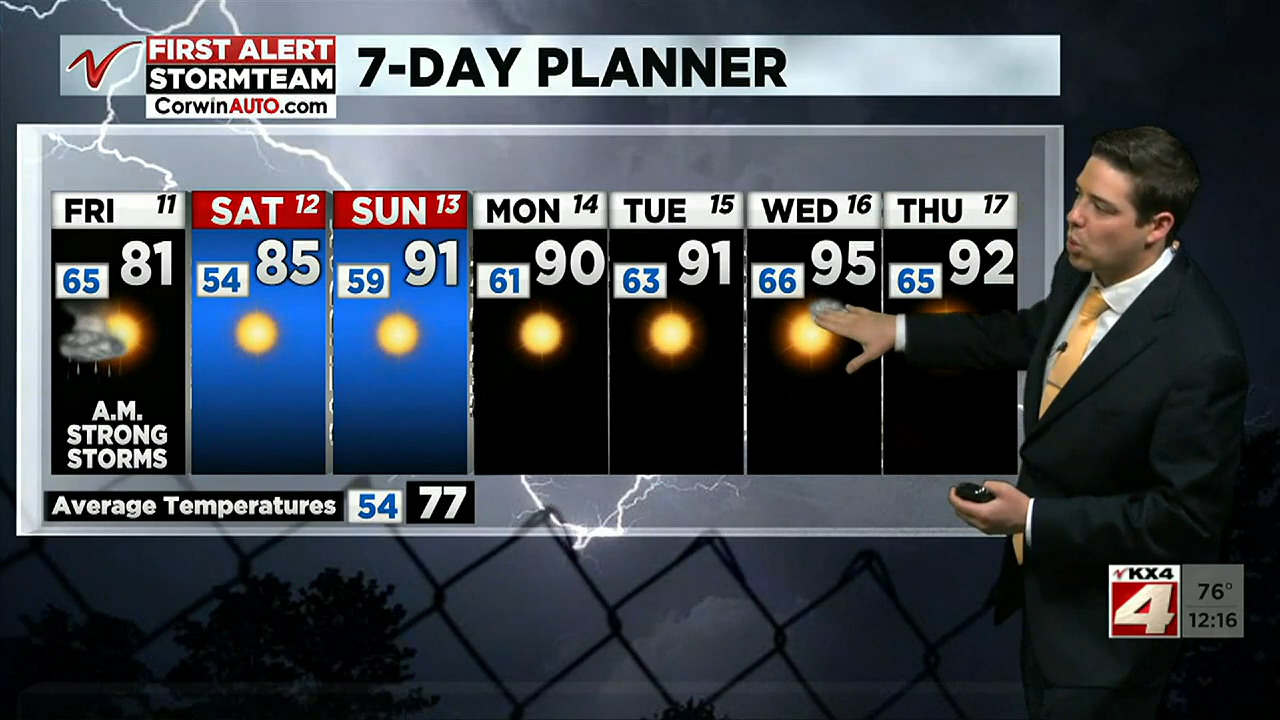 FIRST ALERT
STORMTEAM
CorwinAUTO.com
7-DAY PLANNER
FRI 11
SAT 12
SUN 13
MON 14
TUE 15
WED 16
THU 17
65 81
54 85
59 91
61 90
63 91
66 95
65 92
A.M.
STRONG
STORMS
Average Temperatures 54 77
KX4
4
76°
12:16